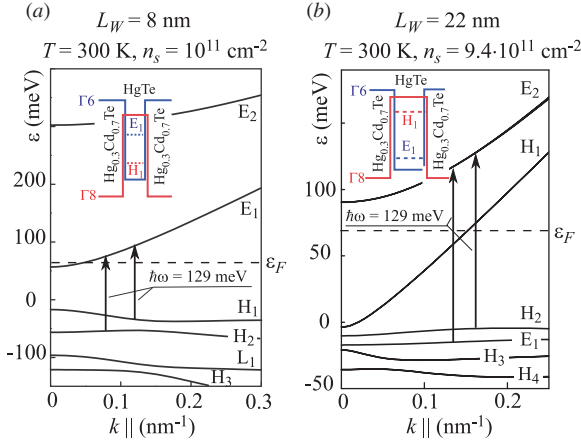 (a)
L_W = 8 nm
T = 300 K, n_s = 10^11 cm^-2
ε (meV)
200
100
0
-100
Γ6
HgTe
Hg0.3Cd0.7Te
E1
H1
Hg0.3Cd0.7Te
Γ8
E2
E1
εF
ħω = 129 meV
H1
H2
L1
H3
0
0.1
0.2
0.3
k || (nm^-1)
(b)
L_W = 22 nm
T = 300 K, n_s = 9.4·10^11 cm^-2
ε (meV)
100
50
0
-50
Γ6
HgTe
Hg0.3Cd0.7Te
H1
E1
Hg0.3Cd0.7Te
Γ8
E2
H1
εF
ħω = 129 meV
H2
E1
H3
H4
0
0.1
0.2
k || (nm^-1)